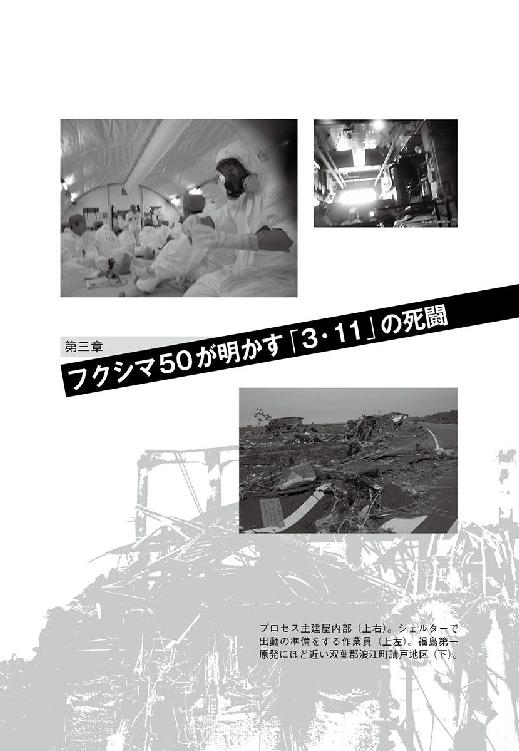 第三章
フクシマ50が明かす「3・11」の死闘
プロセス主建屋内部（上右）。シェルターで
出動の準備をする作業員（上左）。福島第一
原発にほど近い双葉郡浪江町請戸地区（下）。